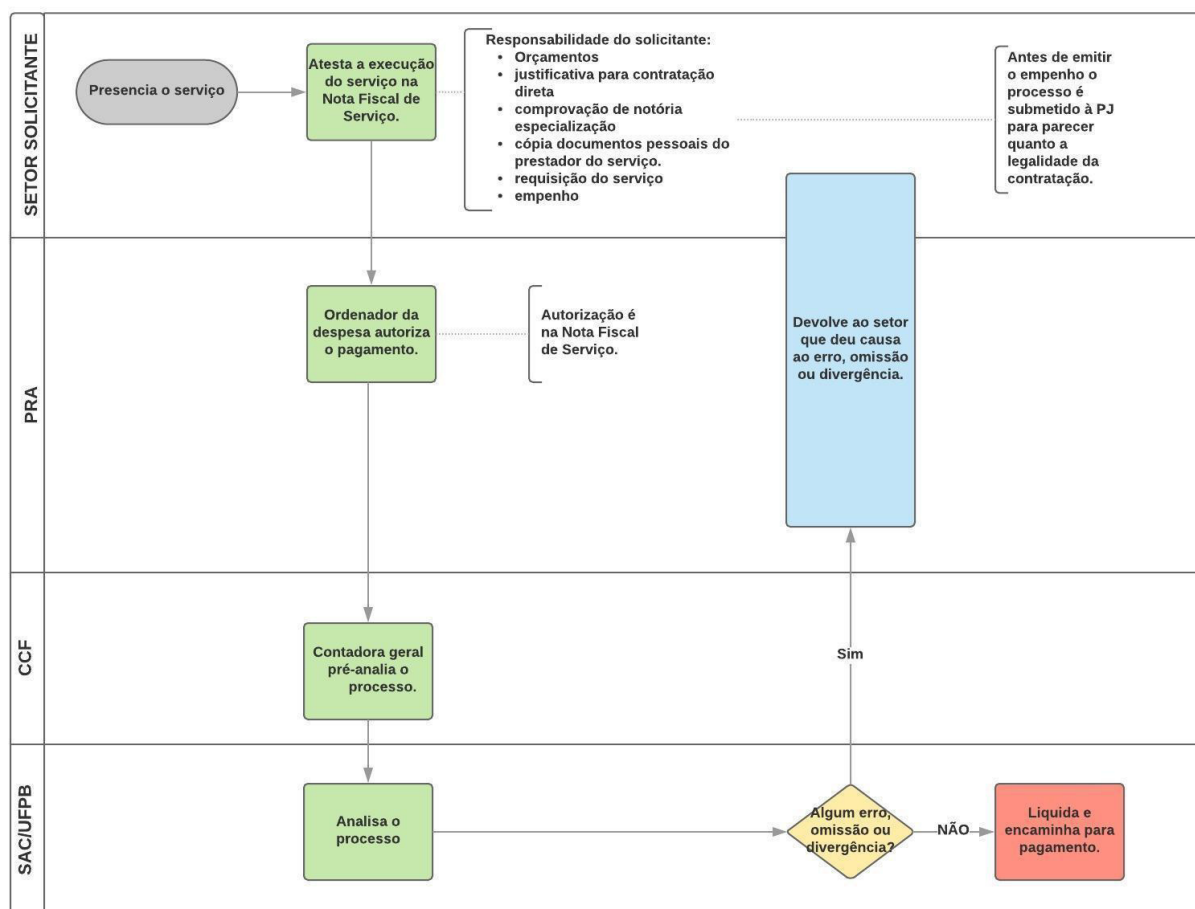 SETOR SOLICITANTE
Presencia o serviço
Atesta a execução
do serviço na
Nota Fiscal de
Serviço.
Responsabilidade do solicitante:
• Orçamentos
• justificativa para contratação
direta
• comprovação de notória
especialização
• cópia documentos pessoais do
prestador do serviço.
• requisição do serviço
• empenho
Antes de emitir
o empenho o
processo é
submetido à PJ
para parecer
quanto a
legalidade da
contratação.
PRA
Ordenador da
despesa autoriza
o pagamento.
Autorização é
na Nota Fiscal
de Serviço.
Devolve ao setor
que deu causa
ao erro, omissão
ou divergência.
CCF
Contadora geral
pré-analia o
processo.
Sim
SAC/UFPB
Analisa o
processo
Algum erro,
omissão ou
divergência?
NÃO
Liquida e
encaminha para
pagamento.